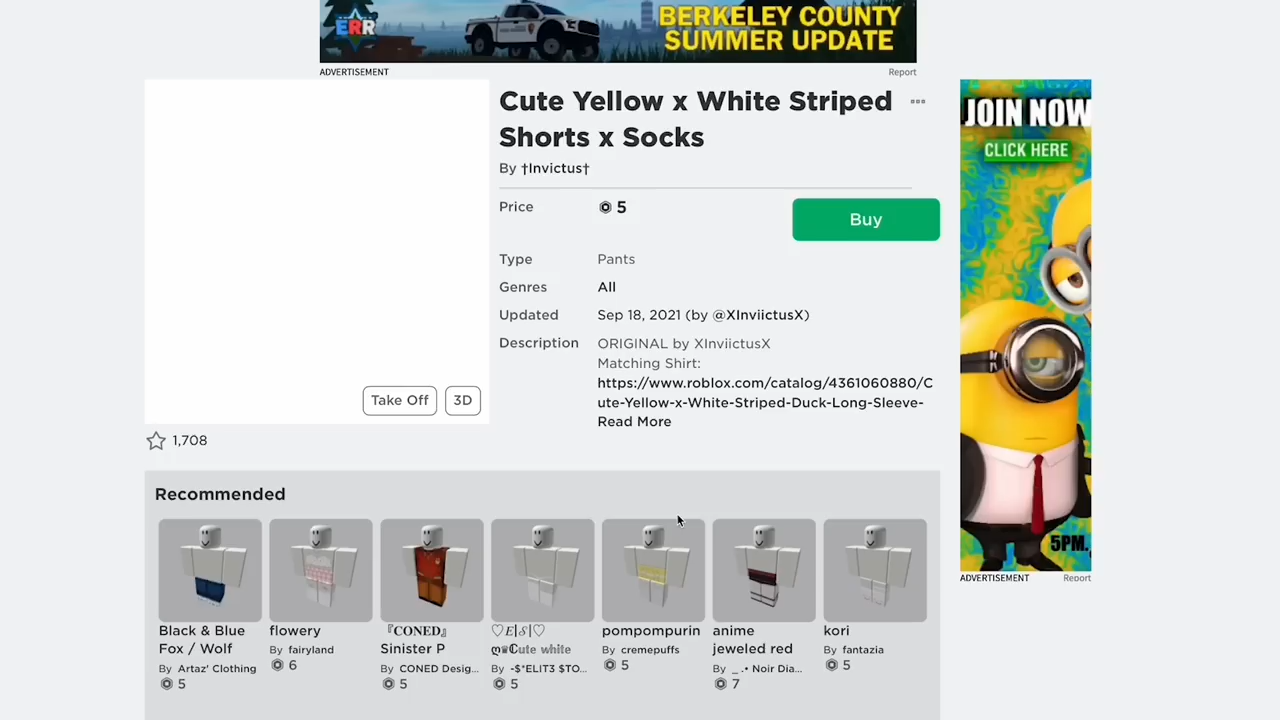 ERR
BERKELEY COUNTY
SUMMER UPDATE
ADVERTISEMENT
Report
Cute Yellow x White Striped
Shorts x Socks
By †Invictus†
Price
5
Buy
Type
Pants
Genres
All
Updated
Sep 18, 2021 (by @XInviictusX)
Description
ORIGINAL by XInviictusX
Matching Shirt:
https://www.roblox.com/catalog/4361060880/C
ute-Yellow-x-White-Striped-Duck-Long-Sleeve-
Read More
Take Off
3D
1,708
JOIN NOW
CLICK HERE
5PM.
ADVERTISEMENT
Report
Recommended
Black & Blue
Fox / Wolf
By Artaz' Clothing
5
flowery
By fairyland
6
『CONED』
Sinister P
By CONED Desig...
5
♡E|S|♡
Cute white
By -$*ELIT3 $TO...
5
pompompurin
By cremepuffs
5
anime
jeweled red
By _ .• Noir Dia...
7
kori
By fantazia
5